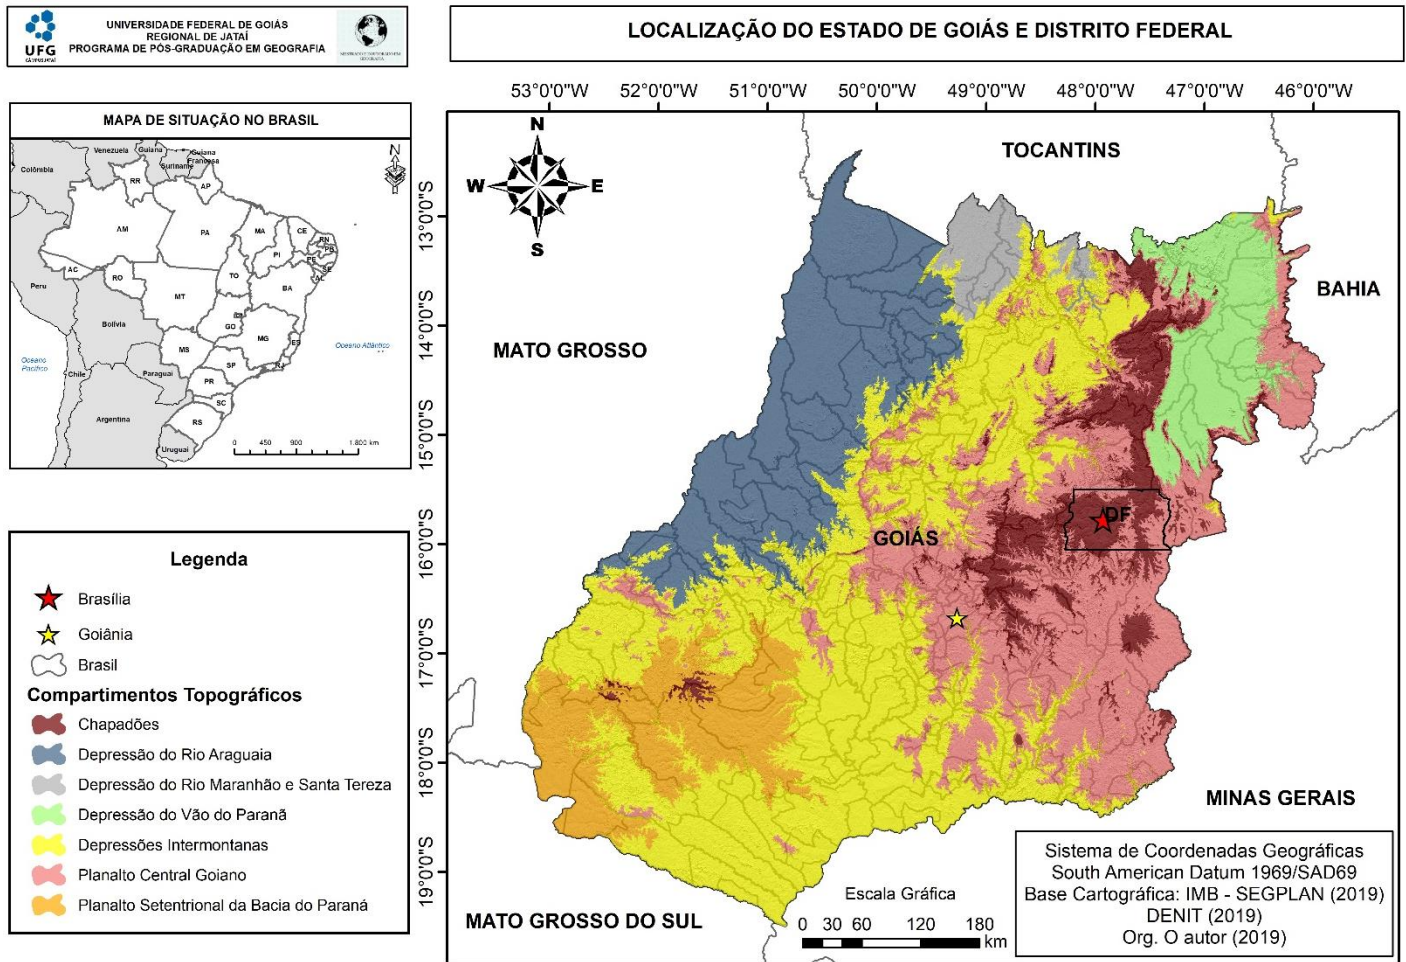 UFG
CÂMPUS JATAÍ
UNIVERSIDADE FEDERAL DE GOIÁS
REGIONAL DE JATAÍ
PROGRAMA DE PÓS-GRADUAÇÃO EM GEOGRAFIA
LOCALIZAÇÃO DO ESTADO DE GOIÁS E DISTRITO FEDERAL
MAPA DE SITUAÇÃO NO BRASIL
Venezuela
Guiana
Suriname
Guiana
Francesa
Colômbia
N
RR
AP
AM
PA
MA
CE
RN
PB
PE
PI
AL
SE
AC
RO
TO
BA
Peru
MT
Bolívia
GO
MG
ES
MS
Oceano Atlântico
Oceano
Pacífico
SP
RJ
Chile
Paraguai
PR
SC
Argentina
RS
Uruguai
0 450 900 1.800 km
Legenda
Brasília
Goiânia
Brasil
Compartimentos Topográficos
Chapadões
Depressão do Rio Araguaia
Depressão do Rio Maranhão e Santa Tereza
Depressão do Vão do Paranã
Depressões Intermontanas
Planalto Central Goiano
Planalto Setentrional da Bacia do Paraná
53°0'0"W 52°0'0"W 51°0'0"W 50°0'0"W 49°0'0"W 48°0'0"W 47°0'0"W 46°0'0"W
13°0'0"S
14°0'0"S
15°0'0"S
16°0'0"S
17°0'0"S
18°0'0"S
19°0'0"S
N
W E
S
TOCANTINS
BAHIA
MATO GROSSO
DF
GOIÁS
MINAS GERAIS
MATO GROSSO DO SUL
Escala Gráfica
0 30 60 120 180
km
Sistema de Coordenadas Geográficas
South American Datum 1969/SAD69
Base Cartográfica: IMB - SEGPLAN (2019)
DENIT (2019)
Org. O autor (2019)